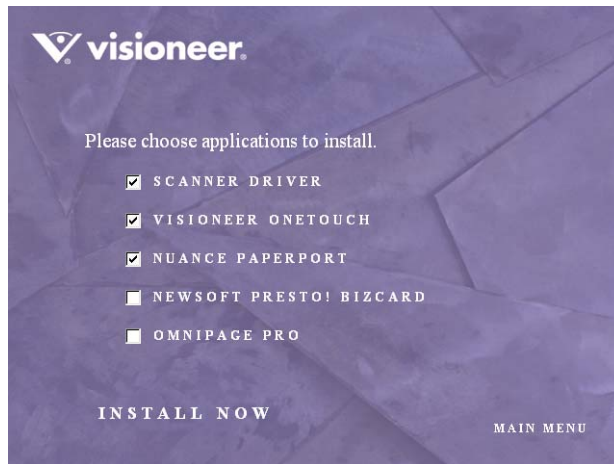 visioneer®
Please choose applications to install.
SCANNER DRIVER
VISIONEER ONETOUCH
NUANCE PAPERPORT
NEWSOFT PRESTO! BIZCARD
OMNIPAGE PRO
INSTALL NOW
MAIN MENU